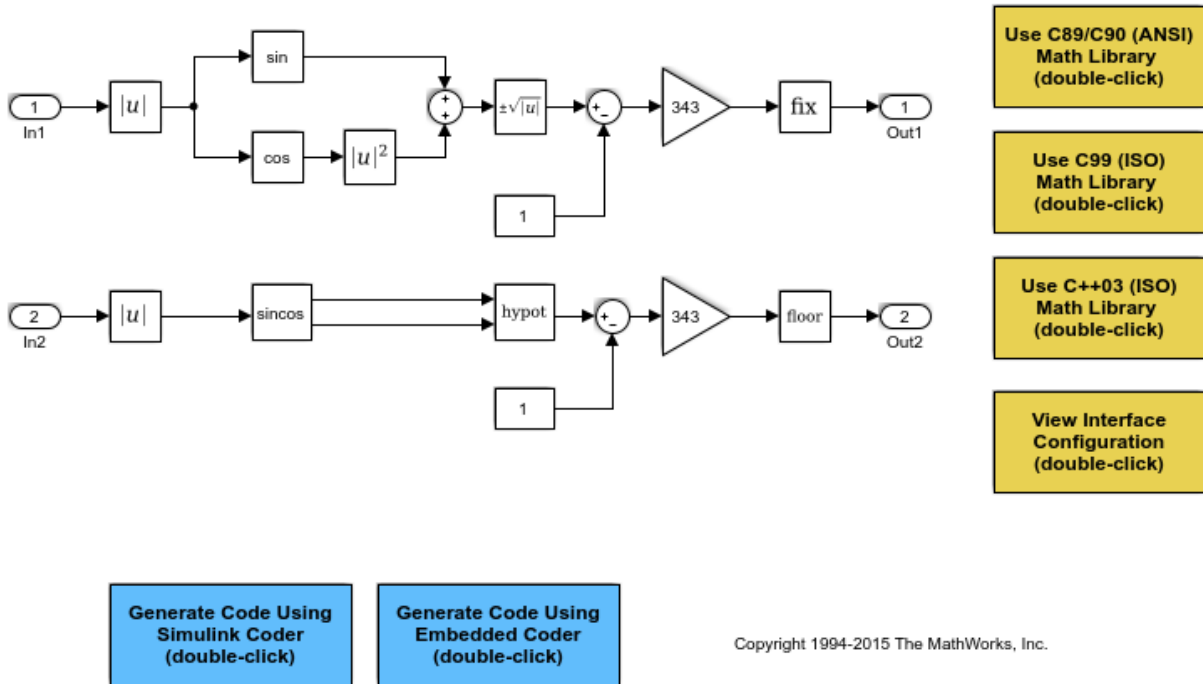 sin
1
In1
|u|
cos
|u|²
+
+
±√|u|
+
−
1
343
fix
1
Out1
2
In2
|u|
sincos
hypot
+
−
1
343
floor
2
Out2
Use C89/C90 (ANSI)
Math Library
(double-click)
Use C99 (ISO)
Math Library
(double-click)
Use C++03 (ISO)
Math Library
(double-click)
View Interface
Configuration
(double-click)
Generate Code Using
Simulink Coder
(double-click)
Generate Code Using
Embedded Coder
(double-click)
Copyright 1994-2015 The MathWorks, Inc.